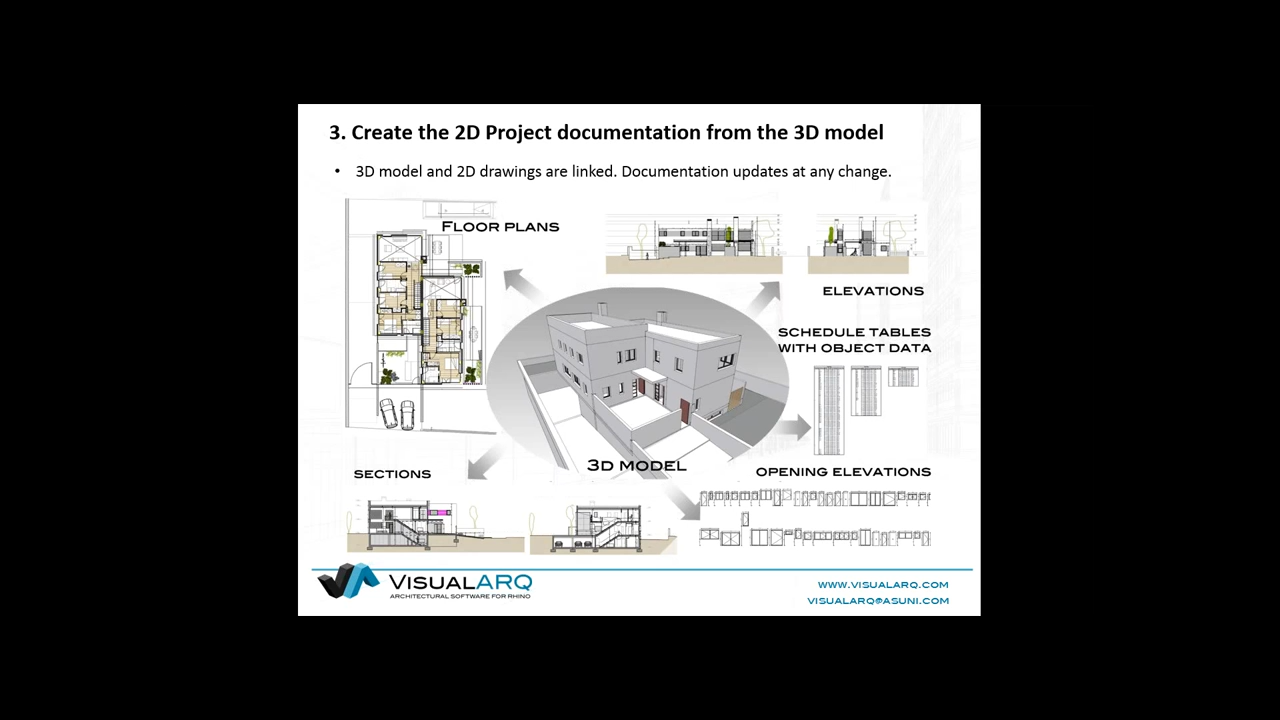 3. Create the 2D Project documentation from the 3D model
• 3D model and 2D drawings are linked. Documentation updates at any change.
FLOOR PLANS
ELEVATIONS
SCHEDULE TABLES
WITH OBJECT DATA
3D MODEL
SECTIONS
OPENING ELEVATIONS
VISUALARQ
ARCHITECTURAL SOFTWARE FOR RHINO
WWW.VISUALARQ.COM
VISUALARQ@ASUNI.COM